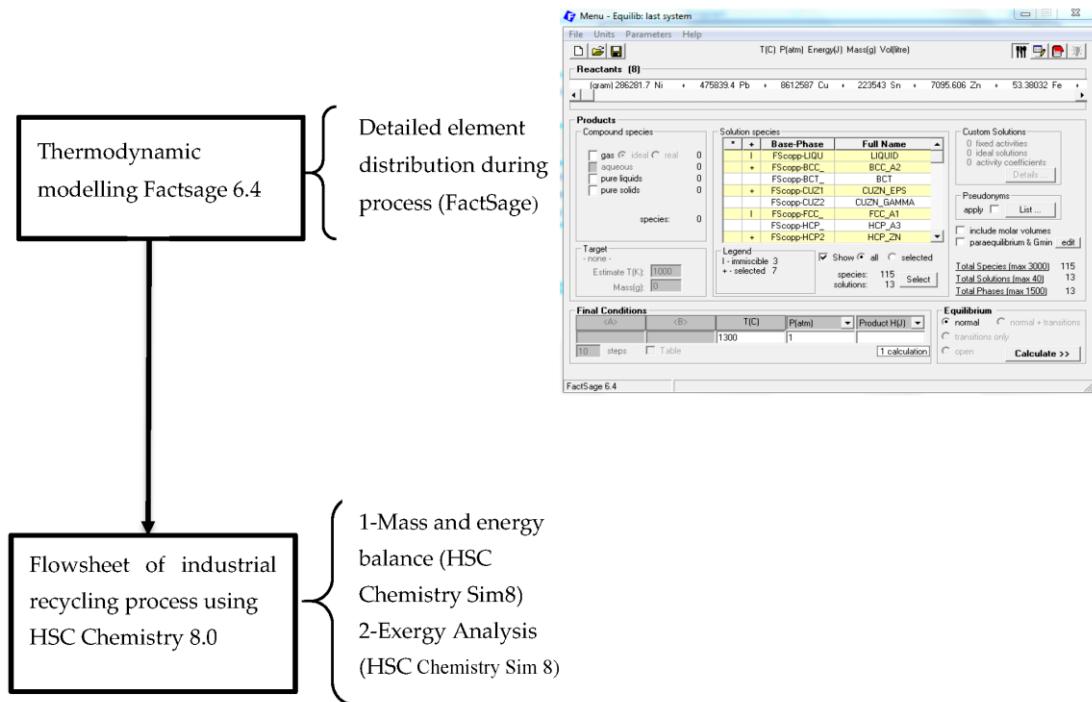 Thermodynamic
modelling Factsage 6.4
Detailed element
distribution during
process (FactSage)
Menu - Equilib: last system
File Units Parameters Help
T(C) P(atm) Energy(J) Mass(g) Vol(litre)
Reactants (8)
(gram) 286281.7 Ni + 475839.4 Pb + 8612587 Cu + 223543 Sn + 7095.606 Zn + 53.38032 Fe +
Products
Compound species
gas ideal real 0
aqueous 0
pure liquids 0
pure solids 0
species: 0
Target
- none -
Estimate T(K): 1000
Mass(g): 0
Solution species
* + Base-Phase Full Name
I FScopp-LIQU LIQUID
+ FScopp-BCC_ BCC_A2
FScopp-BCT_ BCT
+ FScopp-CUZ1 CUZN_EPS
FScopp-CUZ2 CUZN_GAMMA
I FScopp-FCC_ FCC_A1
FScopp-HCP_ HCP_A3
+ FScopp-HCP2 HCP_ZN
Legend
I - immiscible 3
+ - selected 7
Show all selected
species: 115
solutions: 13
Select
Custom Solutions
0 fixed activities
0 ideal solutions
0 activity coefficients
Details ...
Pseudonyms
apply List ...
include molar volumes
paraequilibrium & Gmin edit
Total Species (max 3000) 115
Total Solutions (max 40) 13
Total Phases (max 1500) 13
Final Conditions
<A> <B> T(C) P(atm) Product H(J)
1300 1
10 steps Table 1 calculation
Equilibrium
normal normal + transitions
transitions only
open Calculate >>
FactSage 6.4
Flowsheet of industrial
recycling process using
HSC Chemistry 8.0
1-Mass and energy
balance (HSC
Chemistry Sim8)
2-Exergy Analysis
(HSC Chemistry Sim 8)